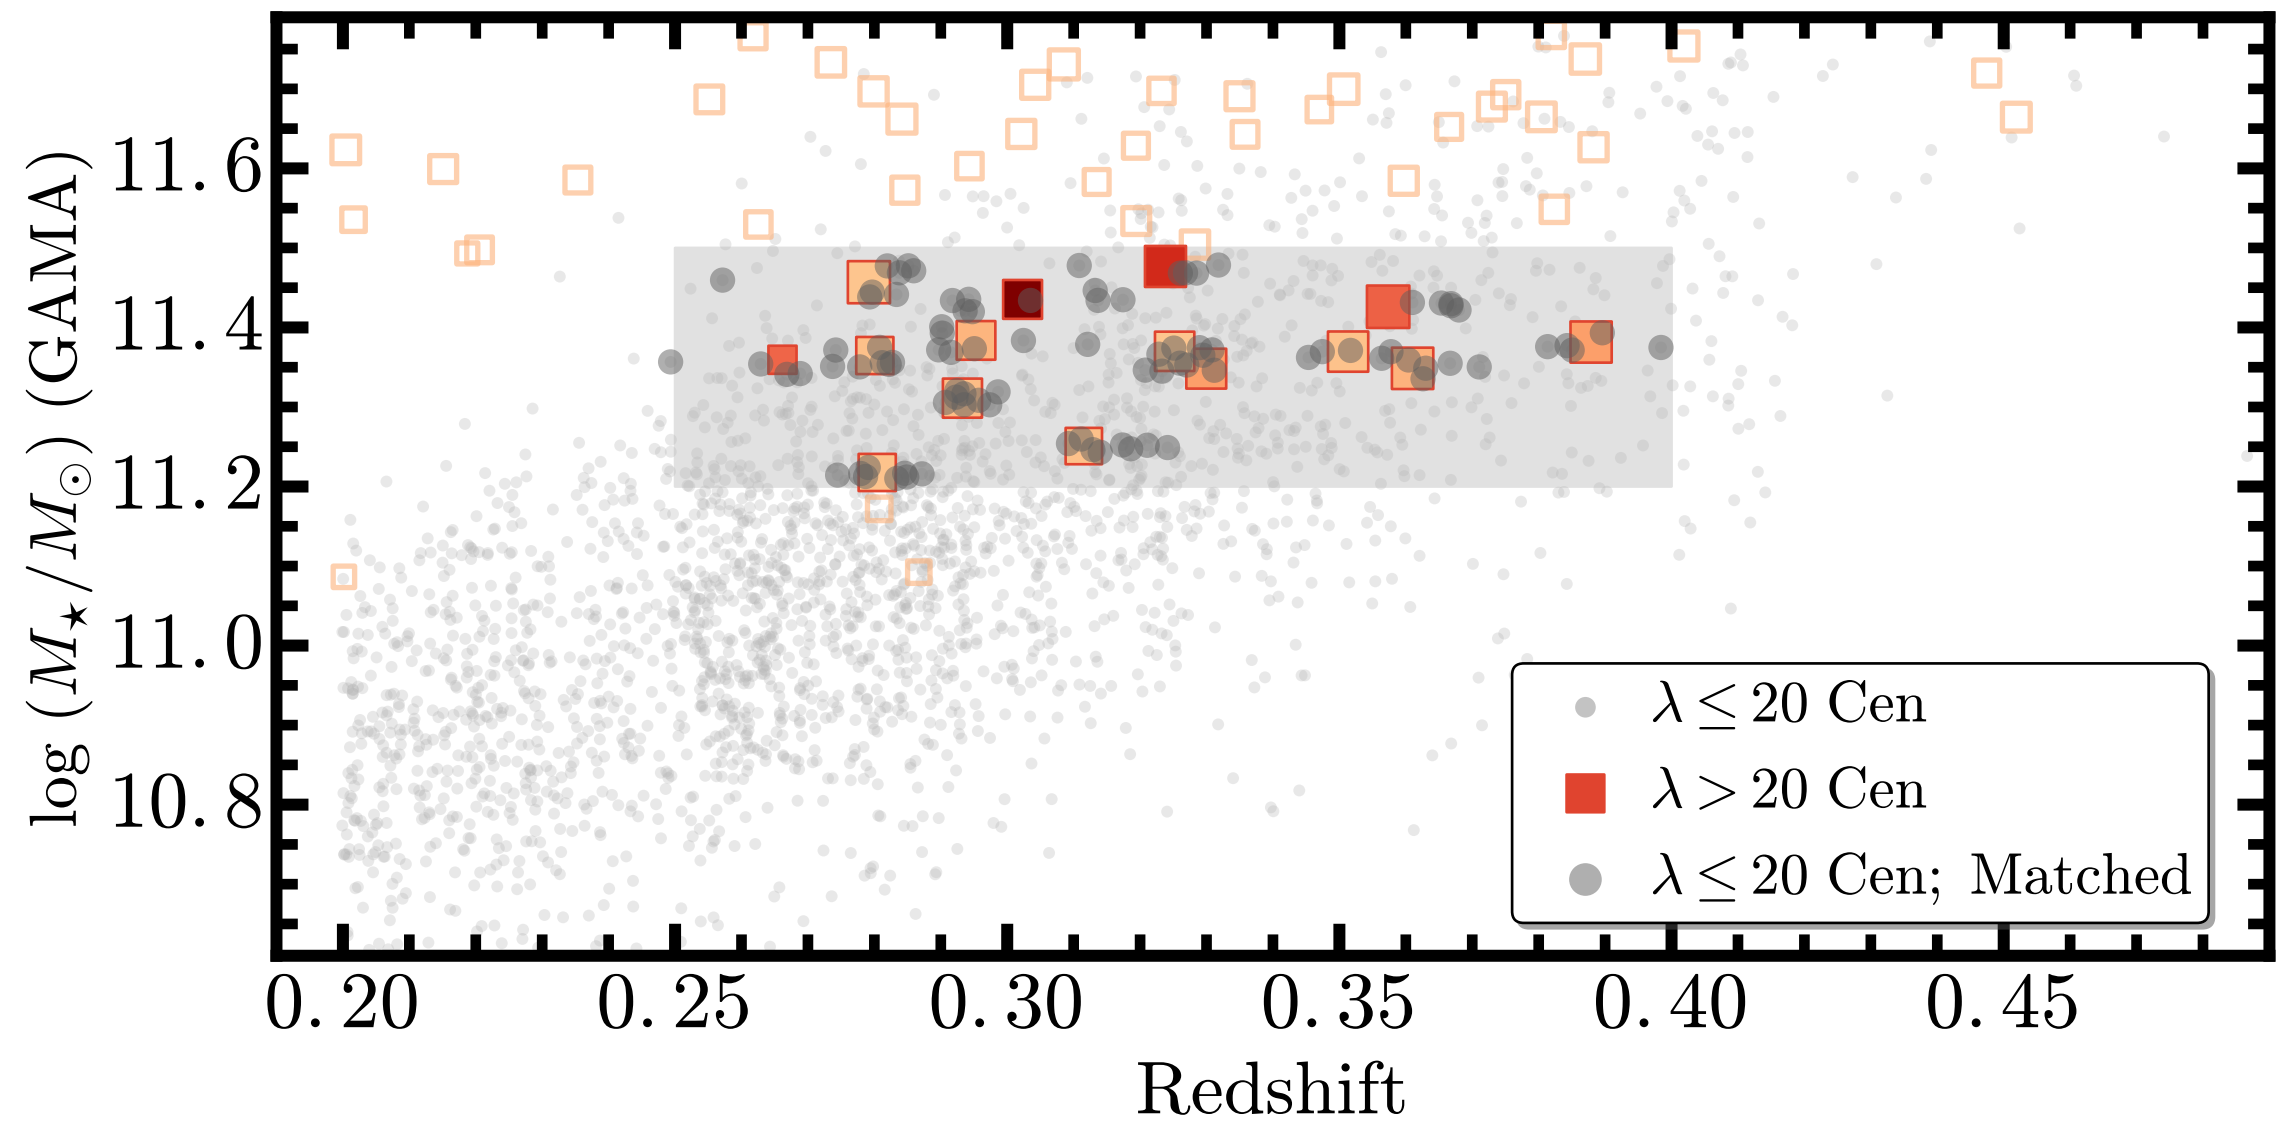 log (M⋆/M⊙) (GAMA)
11.6
11.4
11.2
11.0
10.8
λ ≤ 20 Cen
λ > 20 Cen
λ ≤ 20 Cen; Matched
0.20 0.25 0.30 0.35 0.40 0.45
Redshift